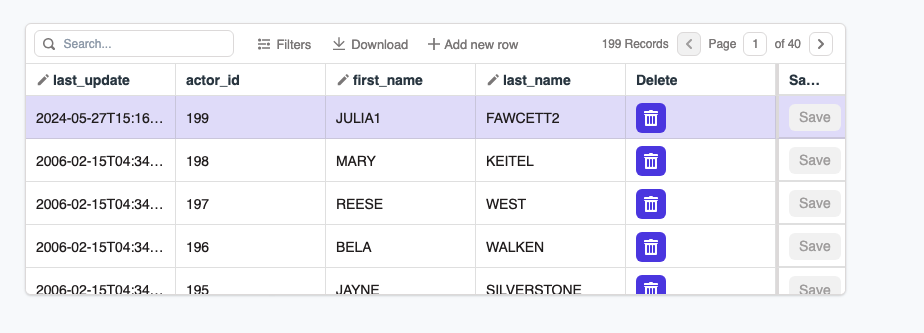 Search... Filters Download Add new row 199 Records Page 1 of 40
last_update actor_id first_name last_name Delete Sa...
2024-05-27T15:16... 199 JULIA1 FAWCETT2 Save
2006-02-15T04:34... 198 MARY KEITEL Save
2006-02-15T04:34... 197 REESE WEST Save
2006-02-15T04:34... 196 BELA WALKEN Save
2006-02-15T04:34... 195 JAYNE SILVERSTONE Save